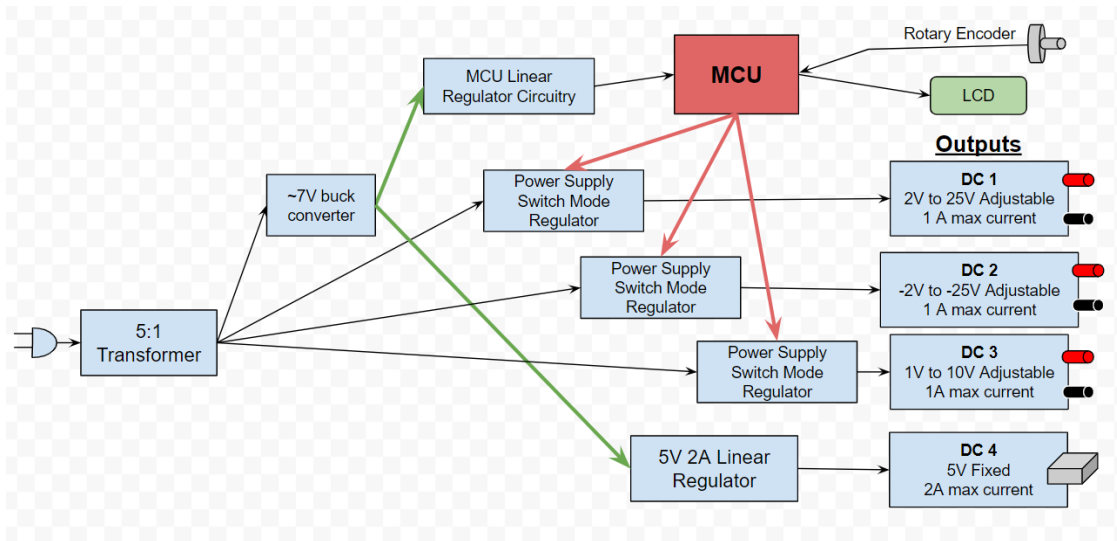 Rotary Encoder
MCU Linear
Regulator Circuitry
MCU
LCD
Outputs
~7V buck
converter
Power Supply
Switch Mode
Regulator
DC 1
2V to 25V Adjustable
1 A max current
Power Supply
Switch Mode
Regulator
DC 2
-2V to -25V Adjustable
1 A max current
5:1
Transformer
Power Supply
Switch Mode
Regulator
DC 3
1V to 10V Adjustable
1A max current
5V 2A Linear
Regulator
DC 4
5V Fixed
2A max current